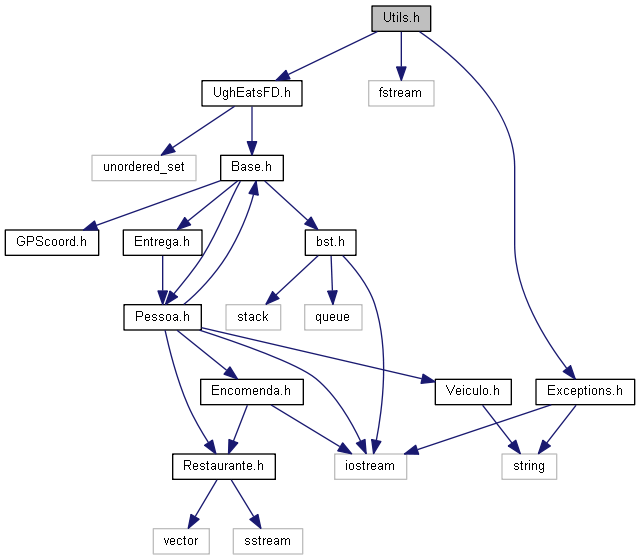 Utils.h
UghEatsFD.h
fstream
unordered_set
Base.h
GPScoord.h
Entrega.h
bst.h
Pessoa.h
stack
queue
Encomenda.h
Veiculo.h
Exceptions.h
Restaurante.h
iostream
string
vector
sstream